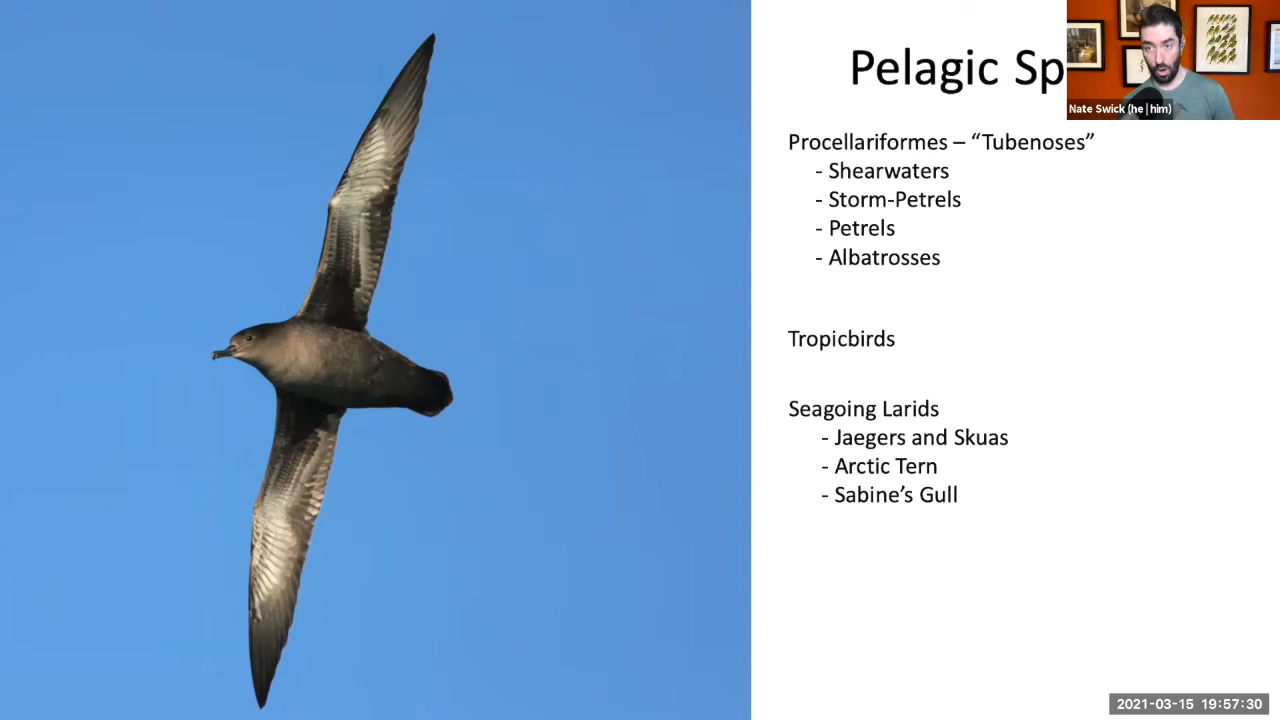 Pelagic Sp
Nate Swick (he|him)
Procellariformes – “Tubenoses”
- Shearwaters
- Storm-Petrels
- Petrels
- Albatrosses
Tropicbirds
Seagoing Larids
- Jaegers and Skuas
- Arctic Tern
- Sabine’s Gull
2021-03-15 19:57:30